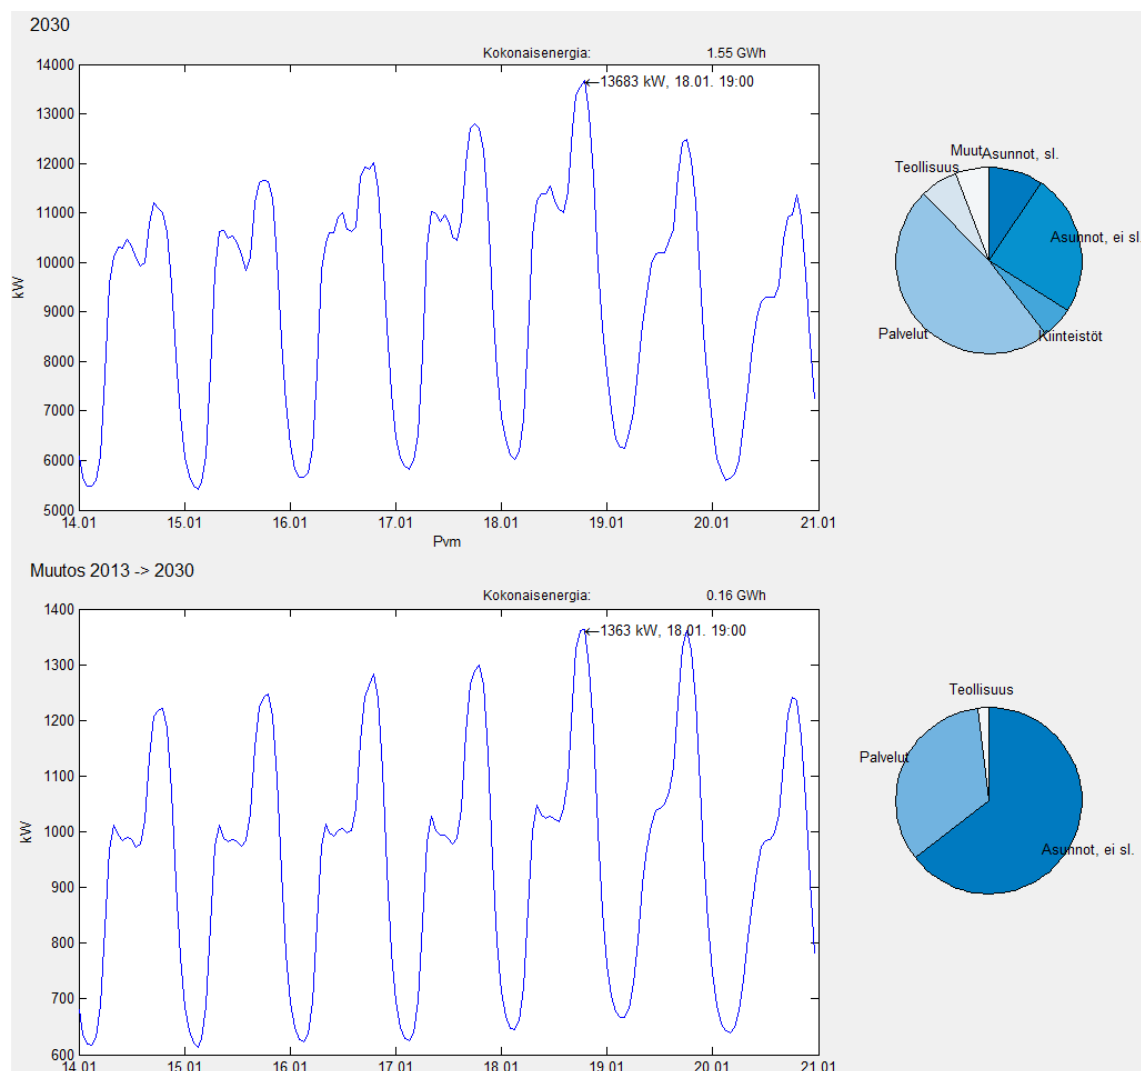 2030
Kokonaisenergia: 1.55 GWh
14000
13000
12000
11000
10000
9000
8000
7000
6000
5000
kW
←13683 kW, 18.01. 19:00
14.01 15.01 16.01 17.01 18.01 19.01 20.01 21.01
Pvm
Muut
Asunnot, sl.
Teollisuus
Asunnot, ei sl.
Palvelut
Kiinteistöt
Muutos 2013 -> 2030
Kokonaisenergia: 0.16 GWh
1400
1300
1200
1100
1000
900
800
700
600
kW
←1363 kW, 18.01. 19:00
14.01 15.01 16.01 17.01 18.01 19.01 20.01 21.01
Teollisuus
Palvelut
Asunnot, ei sl.